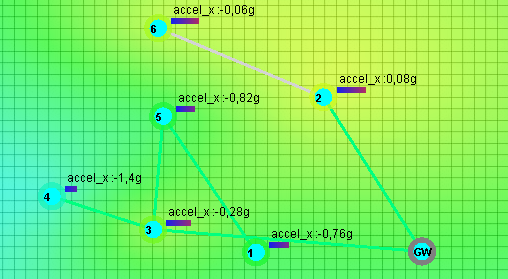 accel_x :-0,06g
6
accel_x :0,08g
2
accel_x :-0,82g
5
accel_x :-1,4g
4
accel_x :-0,28g
3
accel_x :-0,76g
1
GW